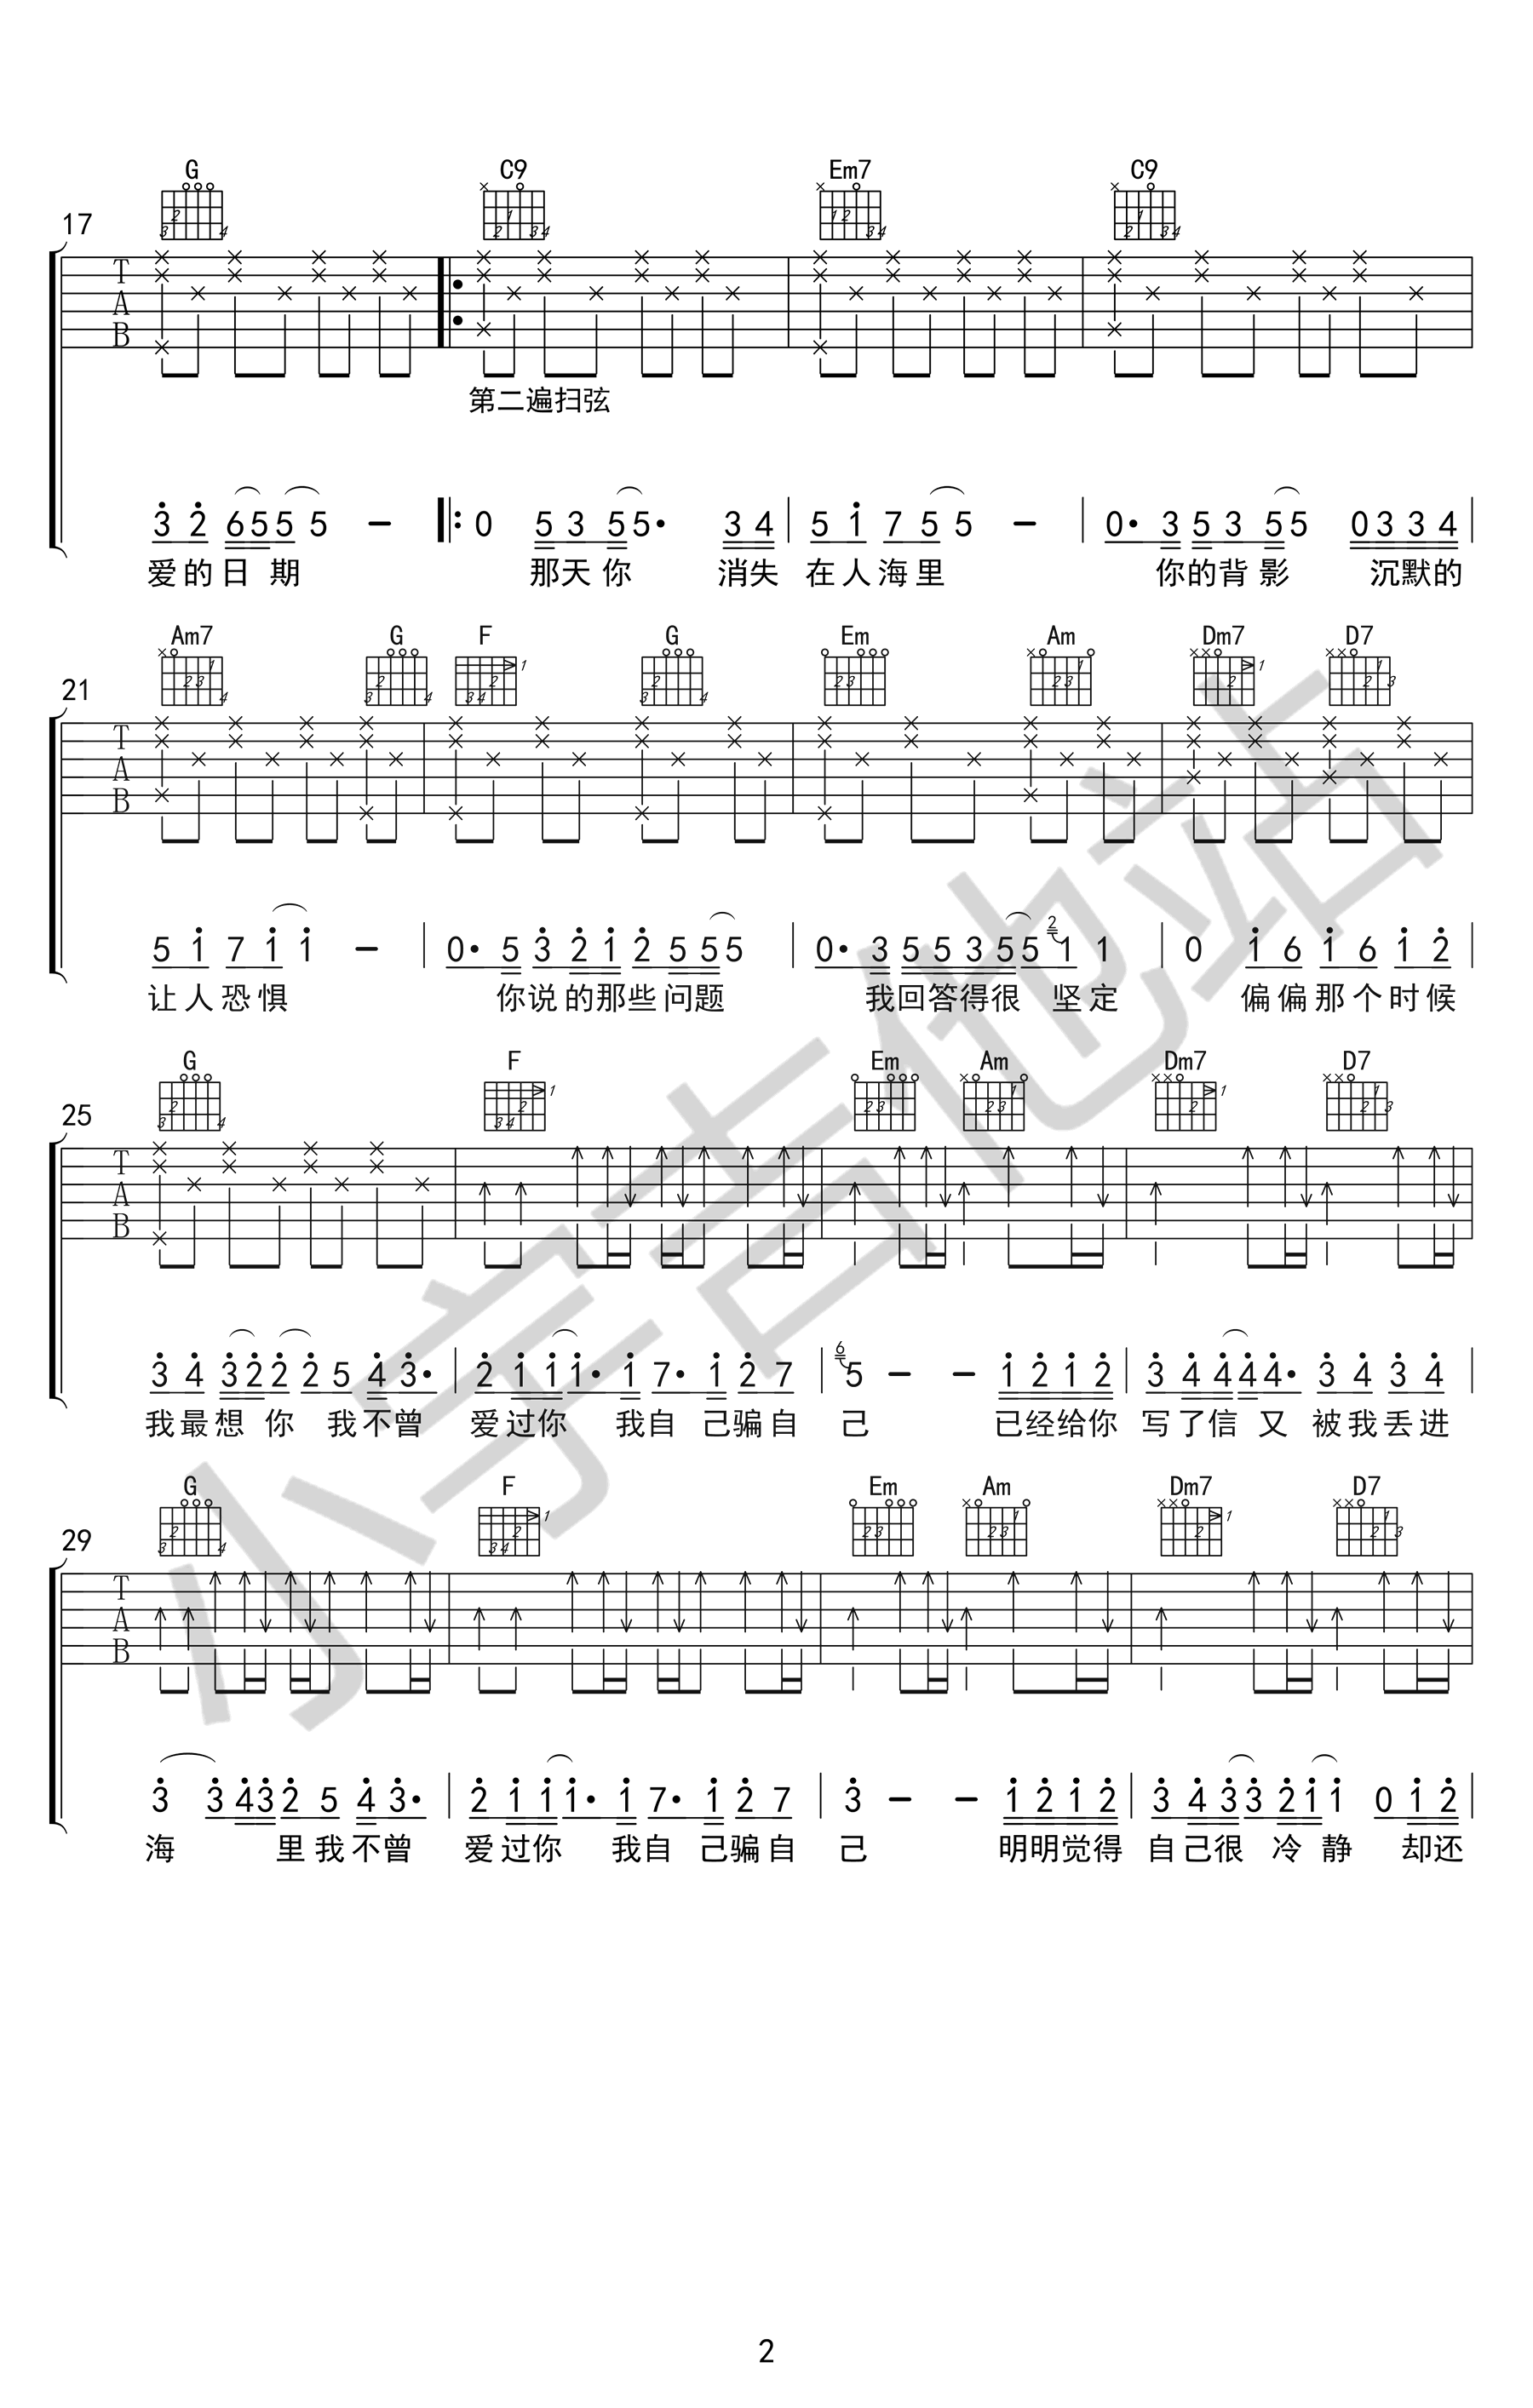 G C9 Em7 C9
17
T
A
B
第二遍扫弦
3 2 6 5 5 5 – 0 5 3 5 5· 3 4 5 1 7 5 5 – 0· 3 5 3 5 5 0 3 3 4
爱的日期 那天你 消失 在人海里 你的背影 沉默的
Am7 G F G Em Am Dm7 D7
21
T
A
B
5 1 7 1 1 – 0· 5 3 2 1 2 5 5 5 0· 3 5 5 3 5 5 2 1 1 0 1 6 1 6 1 2
让人恐惧 你说的那些问题 我回答得很 坚定 偏偏那个时候
G F Em Am Dm7 D7
25
T
A
B
3 4 3 2 2 2 5 4 3· 2 1 1 1· 1 7· 1 2 7 6 5 – – 1 2 1 2 3 4 4 4 4· 3 4 3 4
我最想 你 我不曾 爱过你 我自 己骗自 己 已经给你 写了信 又 被我丢进
G F Em Am Dm7 D7
29
T
A
B
3 3 4 3 2 5 4 3· 2 1 1 1· 1 7· 1 2 7 3 – – 1 2 1 2 3 4 3 3 2 1 1 0 1 2
海 里我不曾 爱过你 我自 己骗自 己 明明觉得 自己很 冷 静 却还
小宇吉他站
2